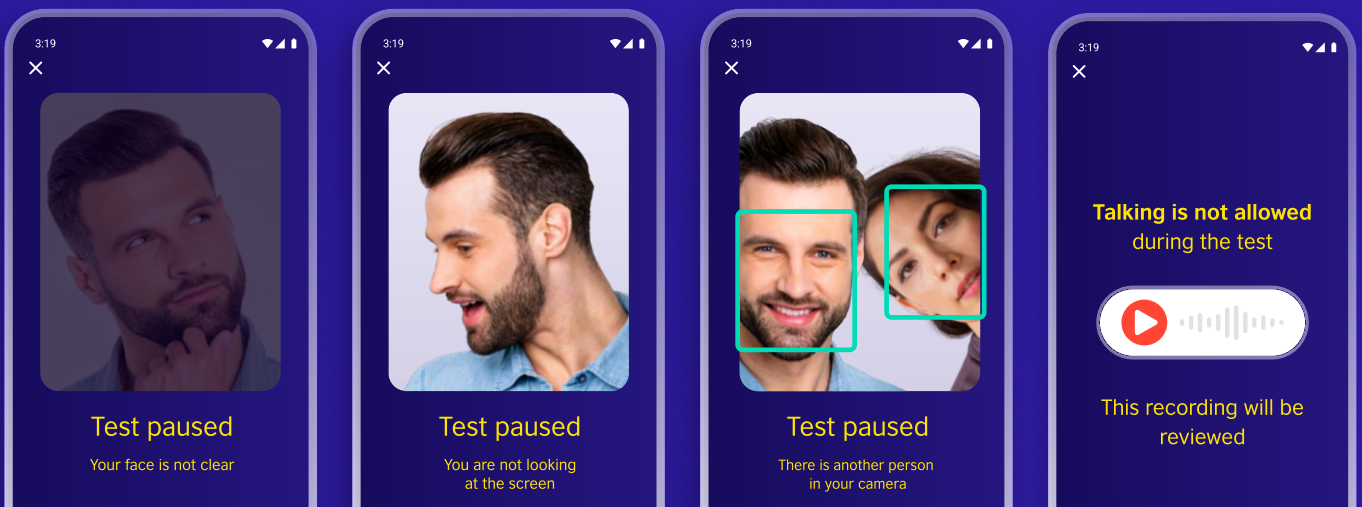 3:19
Test paused
Your face is not clear
3:19
Test paused
You are not looking
at the screen
3:19
Test paused
There is another person
in your camera
3:19
Talking is not allowed
during the test
This recording will be
reviewed